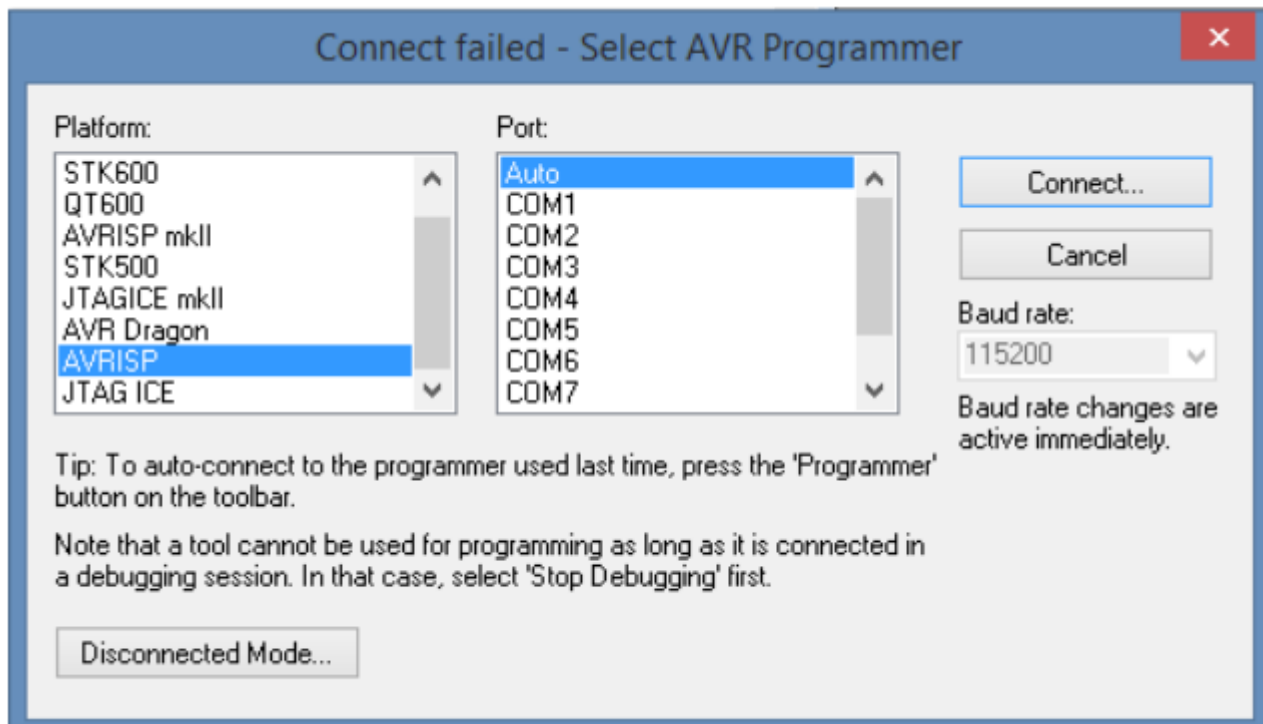 Connect failed - Select AVR Programmer
Platform:
Port:
STK600
QT600
AVRISP mkII
STK500
JTAGICE mkII
AVR Dragon
AVRISP
JTAG ICE
Auto
COM1
COM2
COM3
COM4
COM5
COM6
COM7
Connect...
Cancel
Baud rate:
115200
Baud rate changes are
active immediately.
Tip: To auto-connect to the programmer used last time, press the 'Programmer'
button on the toolbar.
Note that a tool cannot be used for programming as long as it is connected in
a debugging session. In that case, select 'Stop Debugging' first.
Disconnected Mode...